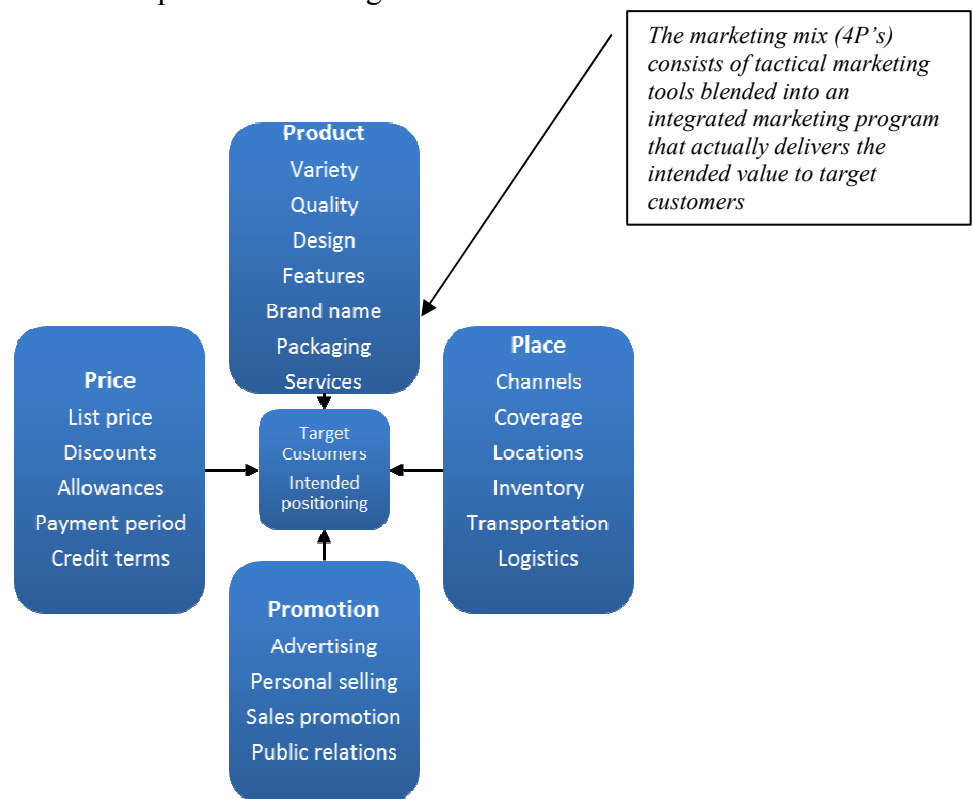 The marketing mix (4P's)
consists of tactical marketing
tools blended into an
integrated marketing program
that actually delivers the
intended value to target
customers
Product
Variety
Quality
Design
Features
Brand name
Packaging
Services
Price
List price
Discounts
Allowances
Payment period
Credit terms
Target
Customers
Intended
positioning
Place
Channels
Coverage
Locations
Inventory
Transportation
Logistics
Promotion
Advertising
Personal selling
Sales promotion
Public relations